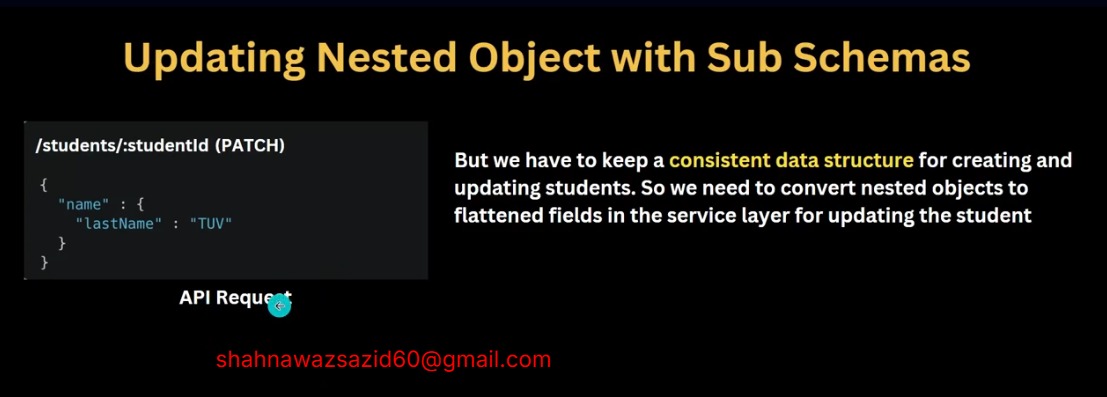 Updating Nested Object with Sub Schemas
/students/:studentId (PATCH)
{
"name" : {
"lastName" : "TUV"
}
}
API Request
But we have to keep a consistent data structure for creating and
updating students. So we need to convert nested objects to
flattened fields in the service layer for updating the student
shahnawazsazid60@gmail.com